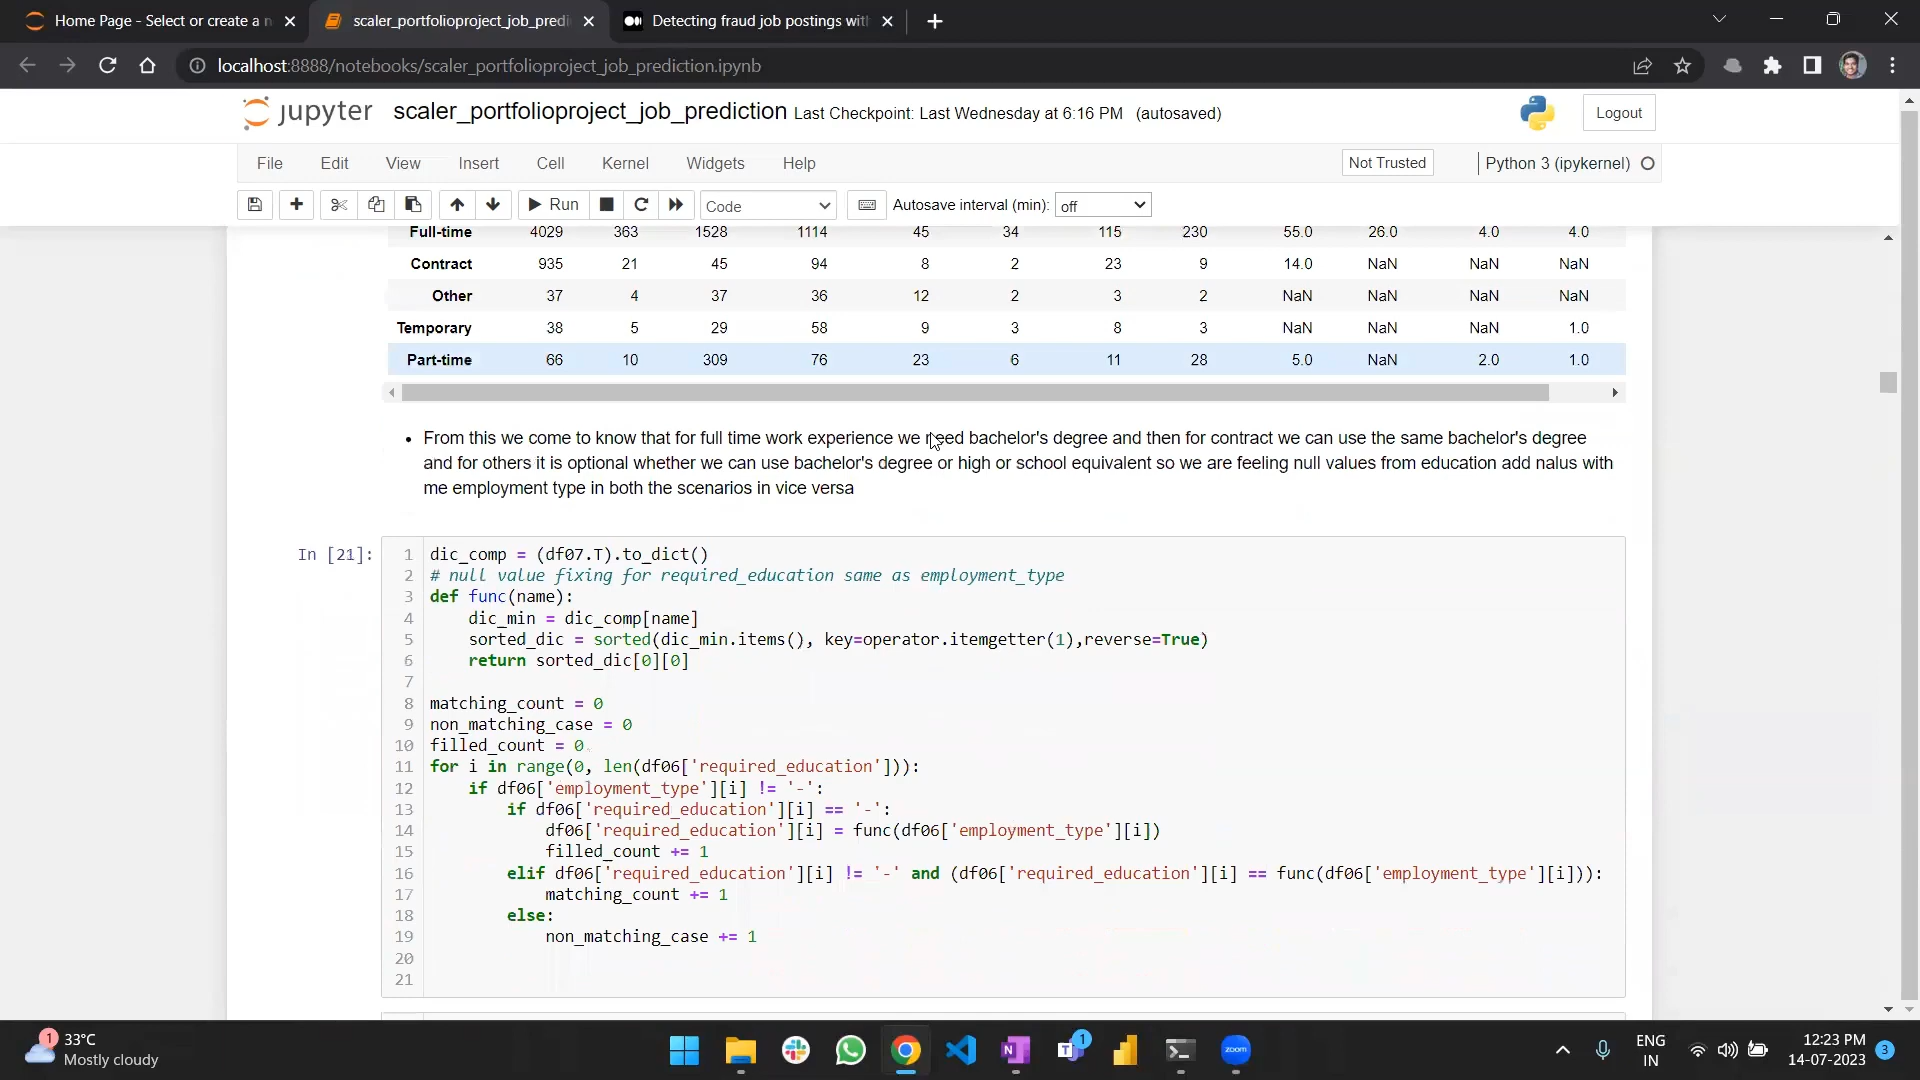 Home Page - Select or create a n
scaler_portfolioproject_job_predi
Detecting fraud job postings with
localhost:8888/notebooks/scaler_portfolioproject_job_prediction.ipynb
jupyter scaler_portfolioproject_job_prediction Last Checkpoint: Last Wednesday at 6:16 PM (autosaved)
Logout
File Edit View Insert Cell Kernel Widgets Help
Not Trusted
Python 3 (ipykernel)
Run
Code
Autosave interval (min): off
Full-time 4029 363 1528 1114 45 34 115 230 55.0 26.0 4.0 4.0
Contract 935 21 45 94 8 2 23 9 14.0 NaN NaN NaN
Other 37 4 37 36 12 2 3 2 NaN NaN NaN NaN
Temporary 38 5 29 58 9 3 8 3 NaN NaN NaN 1.0
Part-time 66 10 309 76 23 6 11 28 5.0 NaN 2.0 1.0
• From this we come to know that for full time work experience we need bachelor's degree and then for contract we can use the same bachelor's degree
and for others it is optional whether we can use bachelor's degree or high or school equivalent so we are feeling null values from education add nalus with
me employment type in both the scenarios in vice versa
In [21]:
1 dic_comp = (df07.T).to_dict()
2 # null value fixing for required_education same as employment_type
3 def func(name):
4     dic_min = dic_comp[name]
5     sorted_dic = sorted(dic_min.items(), key=operator.itemgetter(1),reverse=True)
6     return sorted_dic[0][0]
7
8 matching_count = 0
9 non_matching_case = 0
10 filled_count = 0
11 for i in range(0, len(df06['required_education'])):
12     if df06['employment_type'][i] != '-':
13         if df06['required_education'][i] == '-':
14             df06['required_education'][i] = func(df06['employment_type'][i])
15             filled_count += 1
16         elif df06['required_education'][i] != '-' and (df06['required_education'][i] == func(df06['employment_type'][i])):
17             matching_count += 1
18         else:
19             non_matching_case += 1
20
21
1
33°C
Mostly cloudy
N
T
1
zoom
ENG
IN
12:23 PM
14-07-2023
3